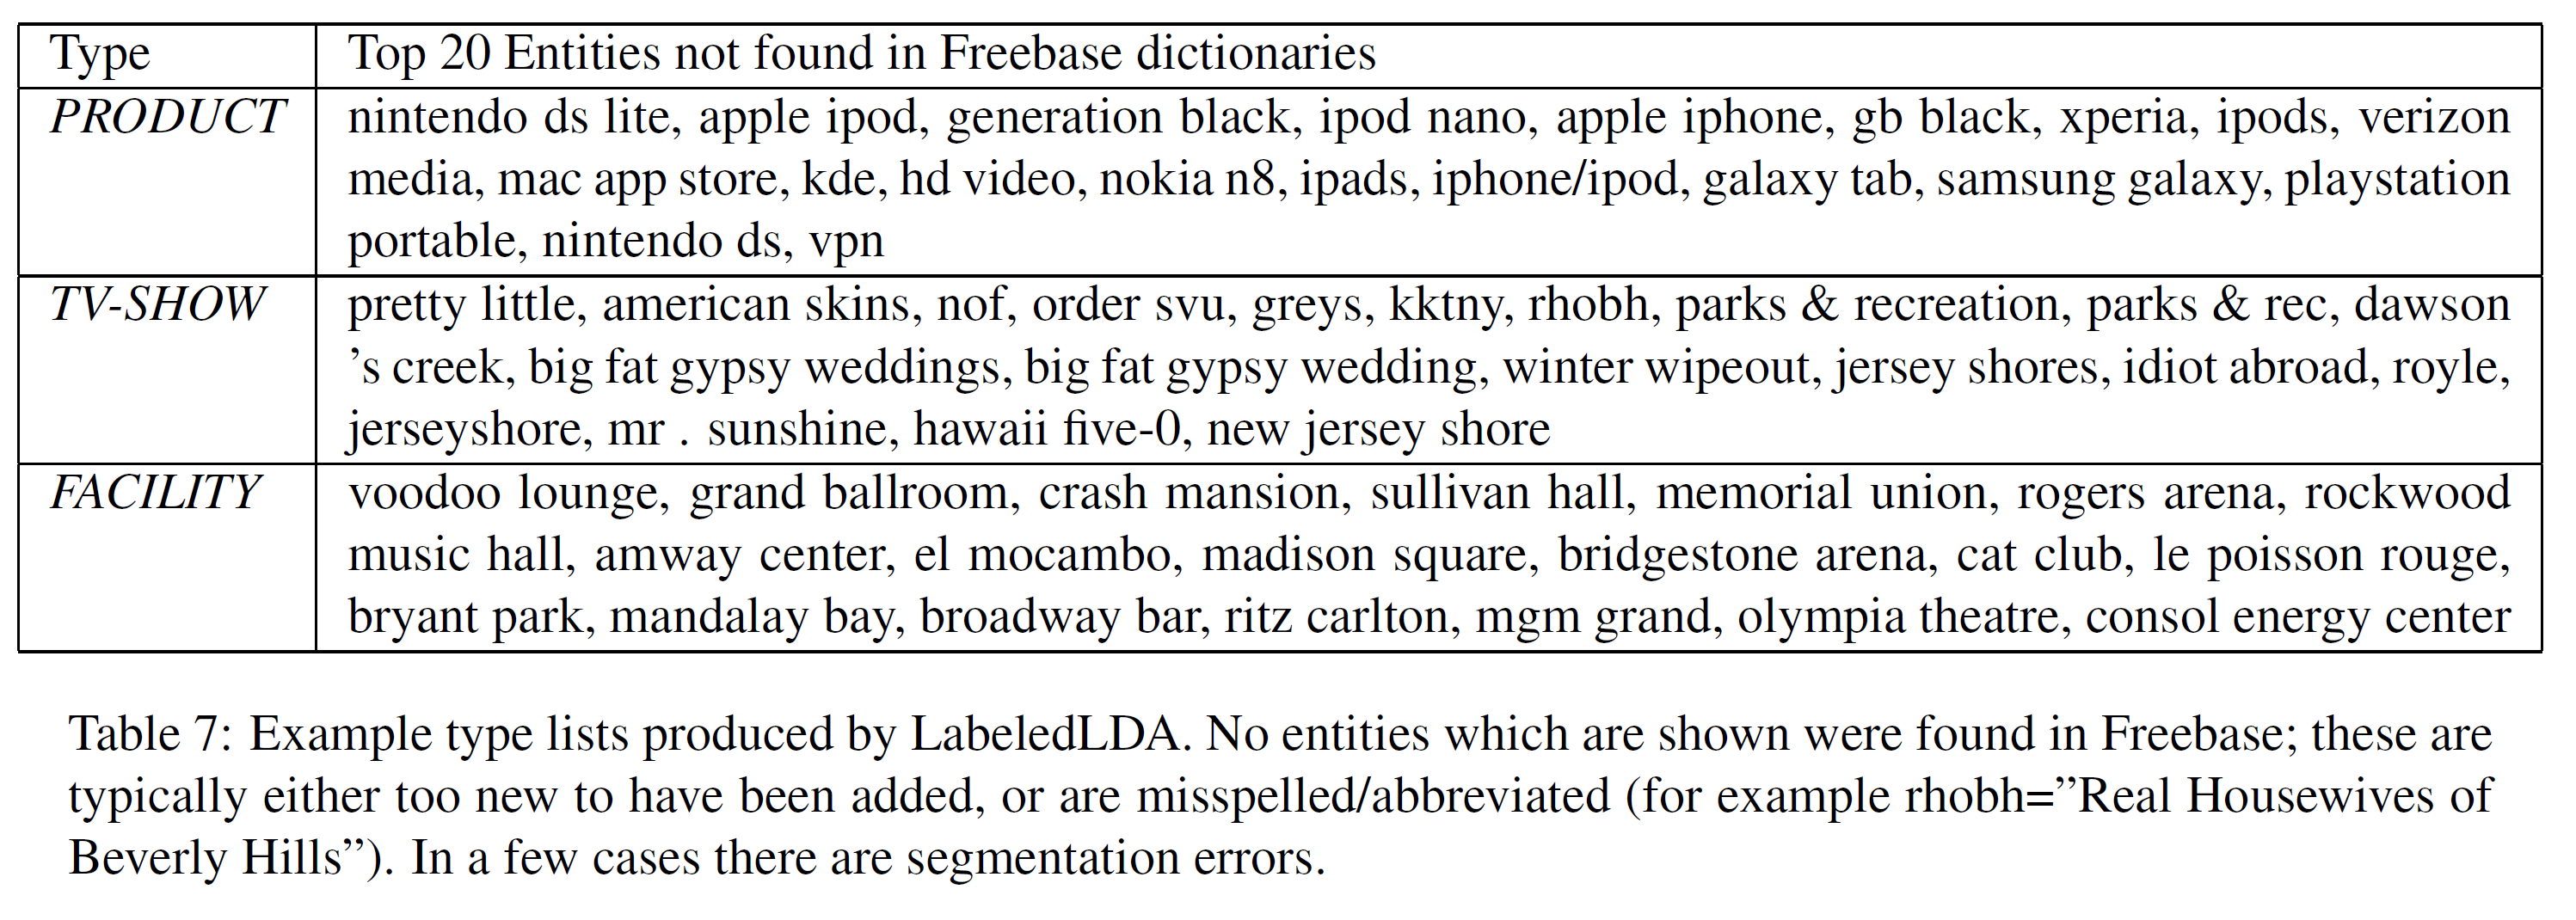 Type Top 20 Entities not found in Freebase dictionaries
PRODUCT nintendo ds lite, apple ipod, generation black, ipod nano, apple iphone, gb black, xperia, ipods, verizon
media, mac app store, kde, hd video, nokia n8, ipads, iphone/ipod, galaxy tab, samsung galaxy, playstation
portable, nintendo ds, vpn
TV-SHOW pretty little, american skins, nof, order svu, greys, kktny, rhobh, parks & recreation, parks & rec, dawson
’s creek, big fat gypsy weddings, big fat gypsy wedding, winter wipeout, jersey shores, idiot abroad, royle,
jerseyshore, mr . sunshine, hawaii five-0, new jersey shore
FACILITY voodoo lounge, grand ballroom, crash mansion, sullivan hall, memorial union, rogers arena, rockwood
music hall, amway center, el mocambo, madison square, bridgestone arena, cat club, le poisson rouge,
bryant park, mandalay bay, broadway bar, ritz carlton, mgm grand, olympia theatre, consol energy center
Table 7: Example type lists produced by LabeledLDA. No entities which are shown were found in Freebase; these are
typically either too new to have been added, or are misspelled/abbreviated (for example rhobh=”Real Housewives of
Beverly Hills”). In a few cases there are segmentation errors.